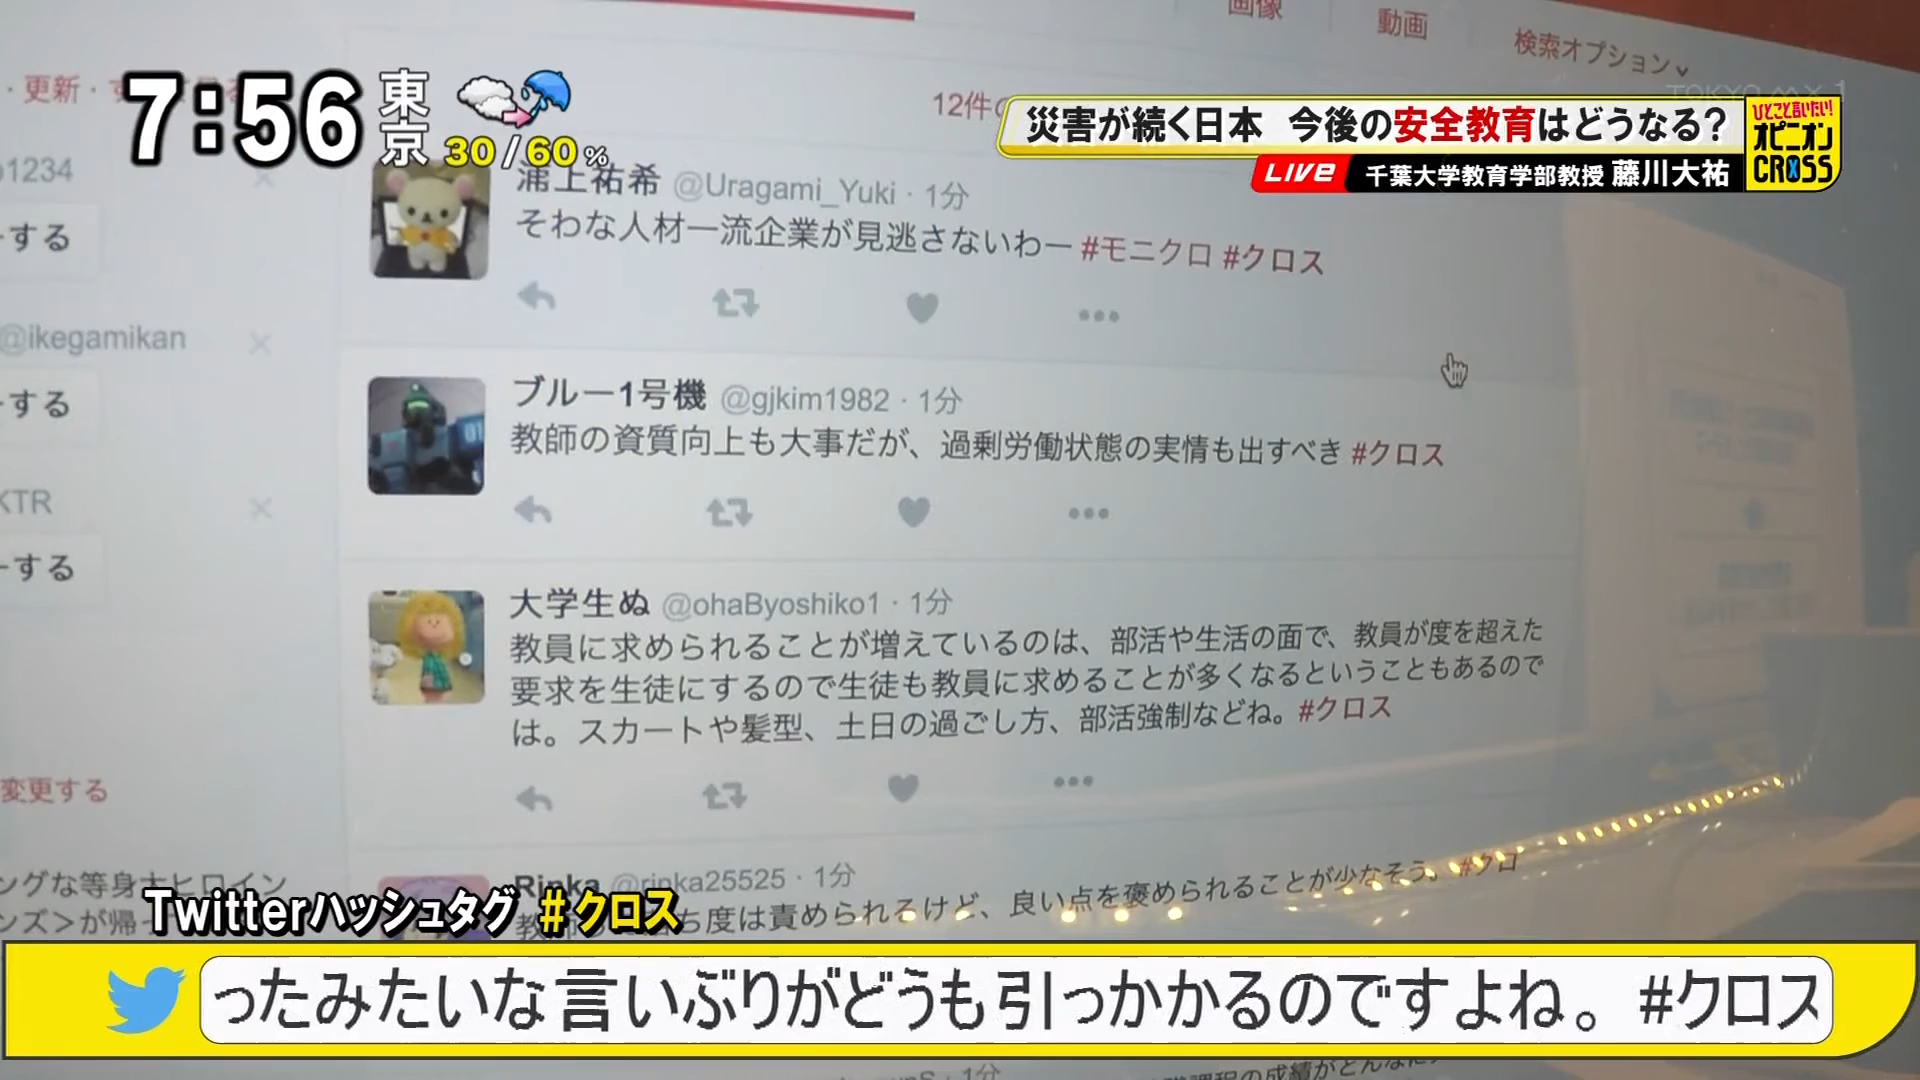 画像
動画
検索オプション
・更新・す
12件
7:56
東京
30/60%
TOKYO MX 1
災害が続く日本 今後の安全教育はどうなる?
ひとこと言いたい!
オピニオン
CROSS
LIVE 千葉大学教育学部教授 藤川大祐
1234
ーする
@ikegamikan
ーする
KTR
ーする
変更する
浦上祐希 @Uragami_Yuki・1分
そわな人材一流企業が見逃さないわー #モニクロ #クロス
ブルー1号機 @gjkim1982・1分
教師の資質向上も大事だが、過剰労働状態の実情も出すべき #クロス
01
大学生ぬ @ohaByoshiko1・1分
教員に求められることが増えているのは、部活や生活の面で、教員が度を超えた
要求を生徒にするので生徒も教員に求めることが多くなるということもあるので
は。スカートや髪型、土日の過ごし方、部活強制などね。#クロス
Rinka @rinka25525・1分
ち度は責められるけど、良い点を褒められることが少なそう。#クロ
ングな等身大ヒロイン
ンズ>が帰っ
Twitterハッシュタグ #クロス
ったみたいな言いぶりがどうも引っかかるのですよね。 #クロス
1分